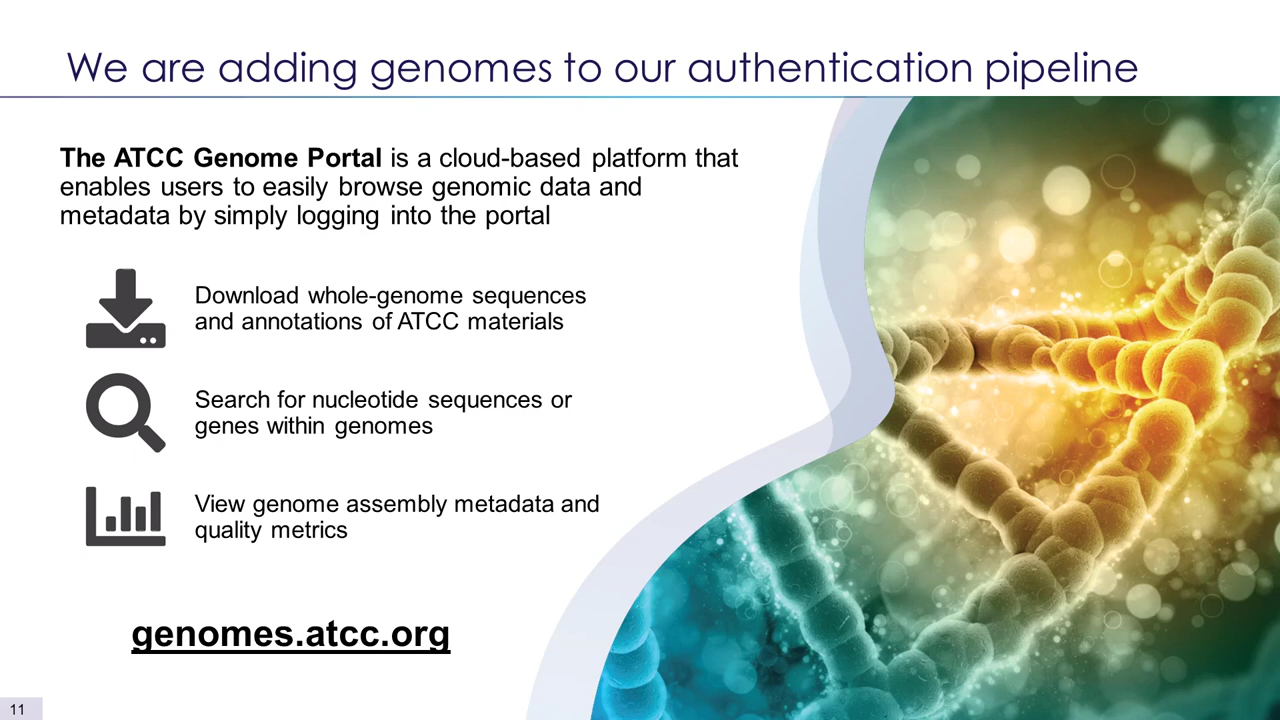 We are adding genomes to our authentication pipeline
The ATCC Genome Portal is a cloud-based platform that
enables users to easily browse genomic data and
metadata by simply logging into the portal
Download whole-genome sequences
and annotations of ATCC materials
Search for nucleotide sequences or
genes within genomes
View genome assembly metadata and
quality metrics
genomes.atcc.org
11